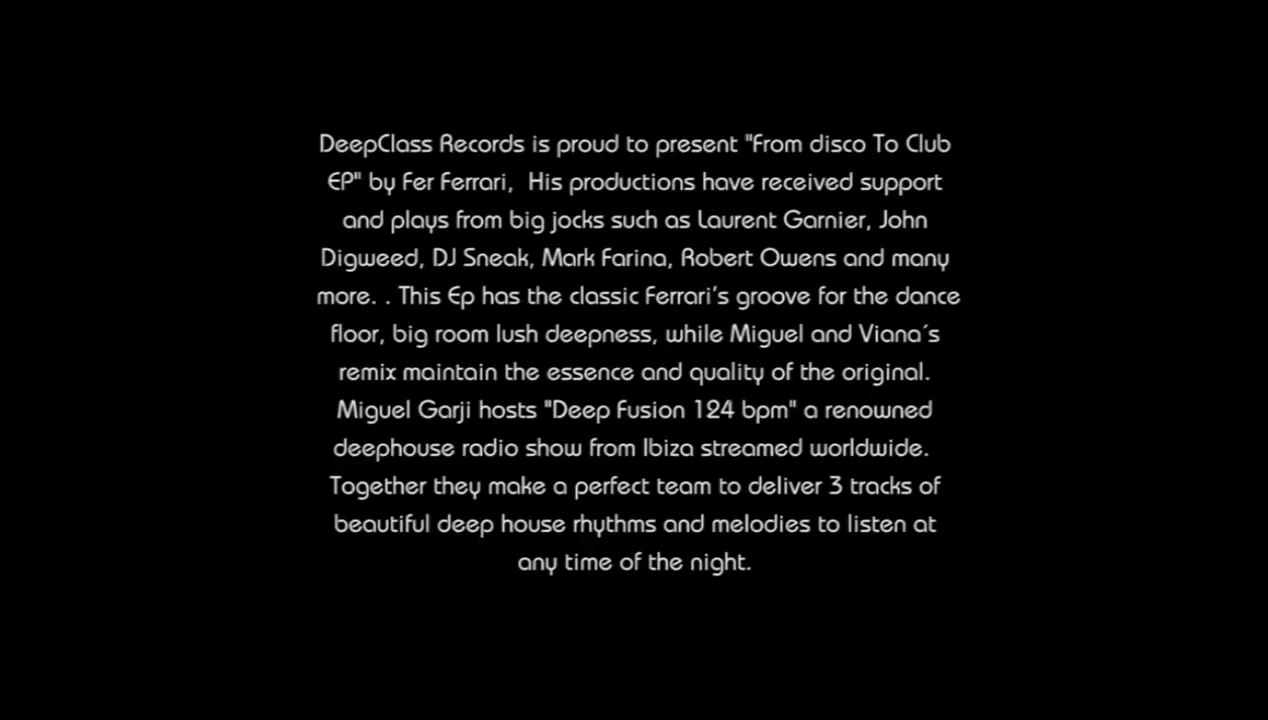 DeepClass Records is proud to present "From disco To Club
EP" by Fer Ferrari,  His productions have received support
and plays from big jocks such as Laurent Garnier, John
Digweed, DJ Sneak, Mark Farina, Robert Owens and many
more. . This Ep has the classic Ferrari's groove for the dance
floor, big room lush deepness, while Miguel and Viana´s
remix maintain the essence and quality of the original.
Miguel Garji hosts "Deep Fusion 124 bpm" a renowned
deephouse radio show from Ibiza streamed worldwide.
Together they make a perfect team to deliver 3 tracks of
beautiful deep house rhythms and melodies to listen at
any time of the night.